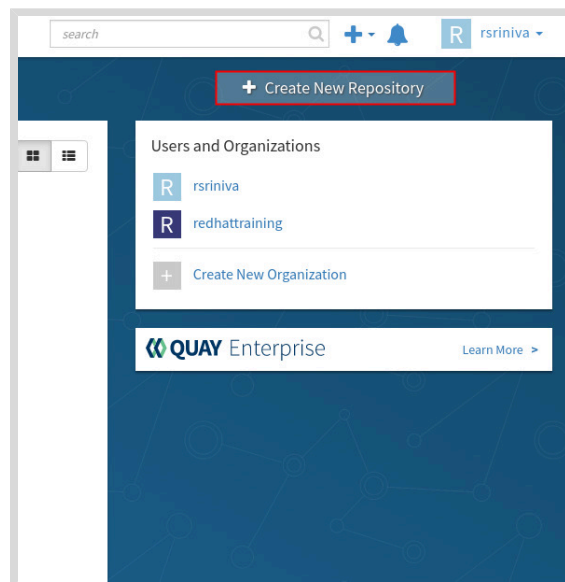 search
R rsriniva
Create New Repository
Users and Organizations
R rsriniva
R redhattraining
Create New Organization
QUAY Enterprise
Learn More >